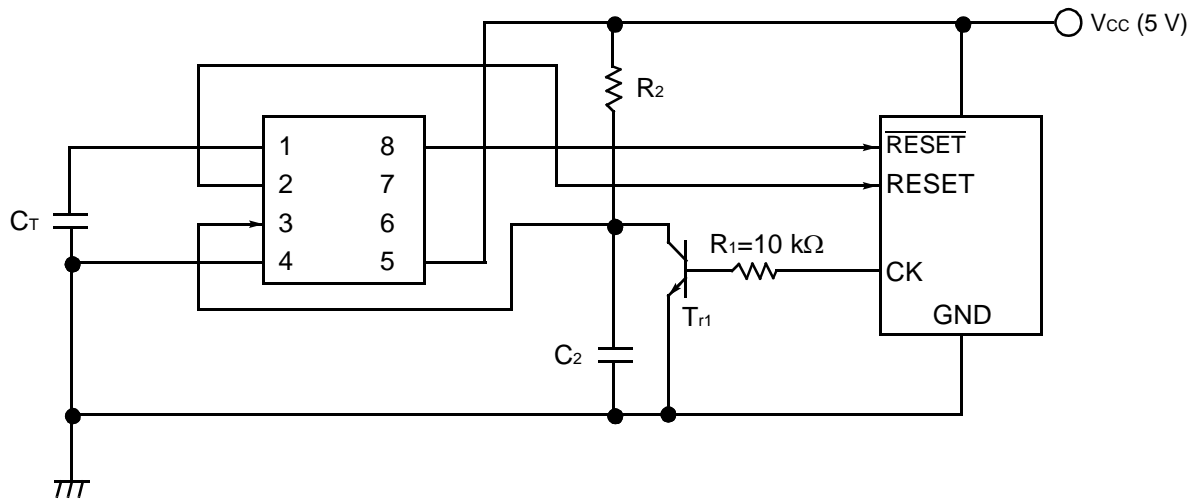 VCC (5 V)
R2
1 8
2 7
3 6
4 5
CT
RESET
RESET
R1=10 kΩ
CK
Tr1
GND
C2